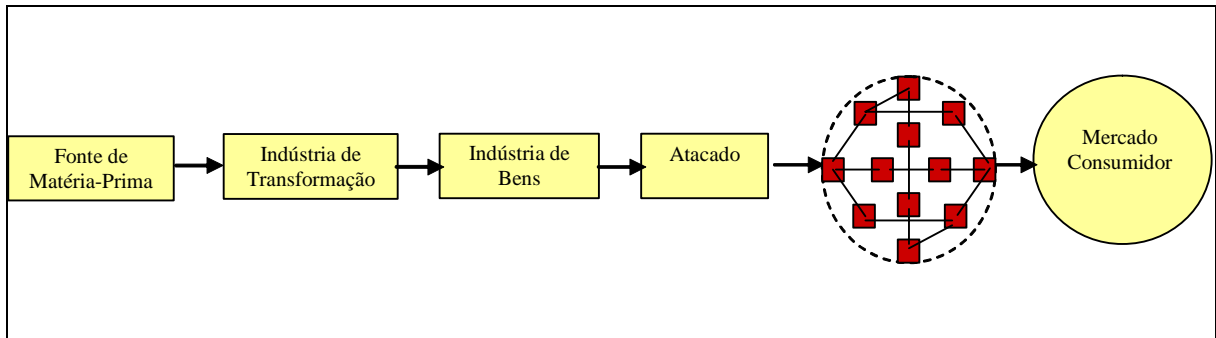 Fonte de
Matéria-Prima
Indústria de
Transformação
Indústria de
Bens
Atacado
Mercado
Consumidor